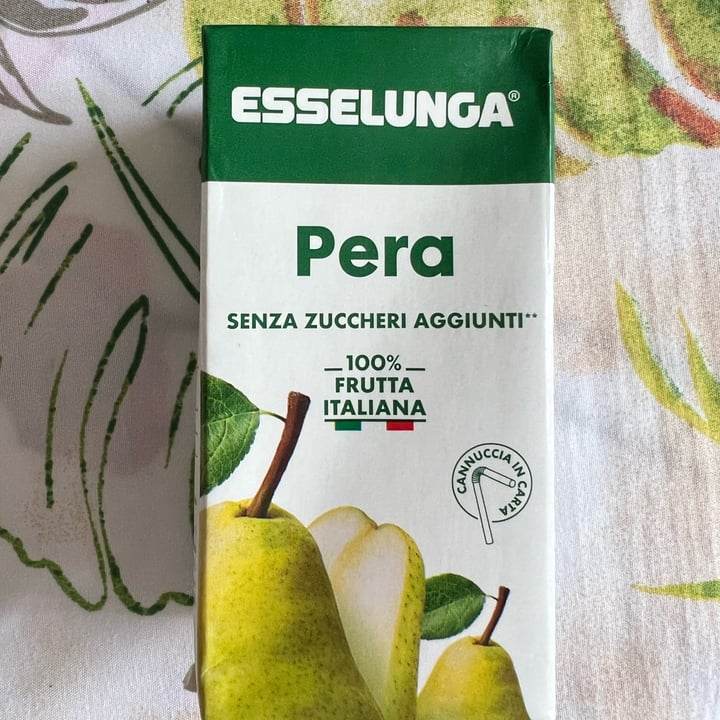 ESSELUNGA®
Pera
SENZA ZUCCHERI AGGIUNTI**
100%
FRUTTA
ITALIANA
CANNUCCIA IN CARTA